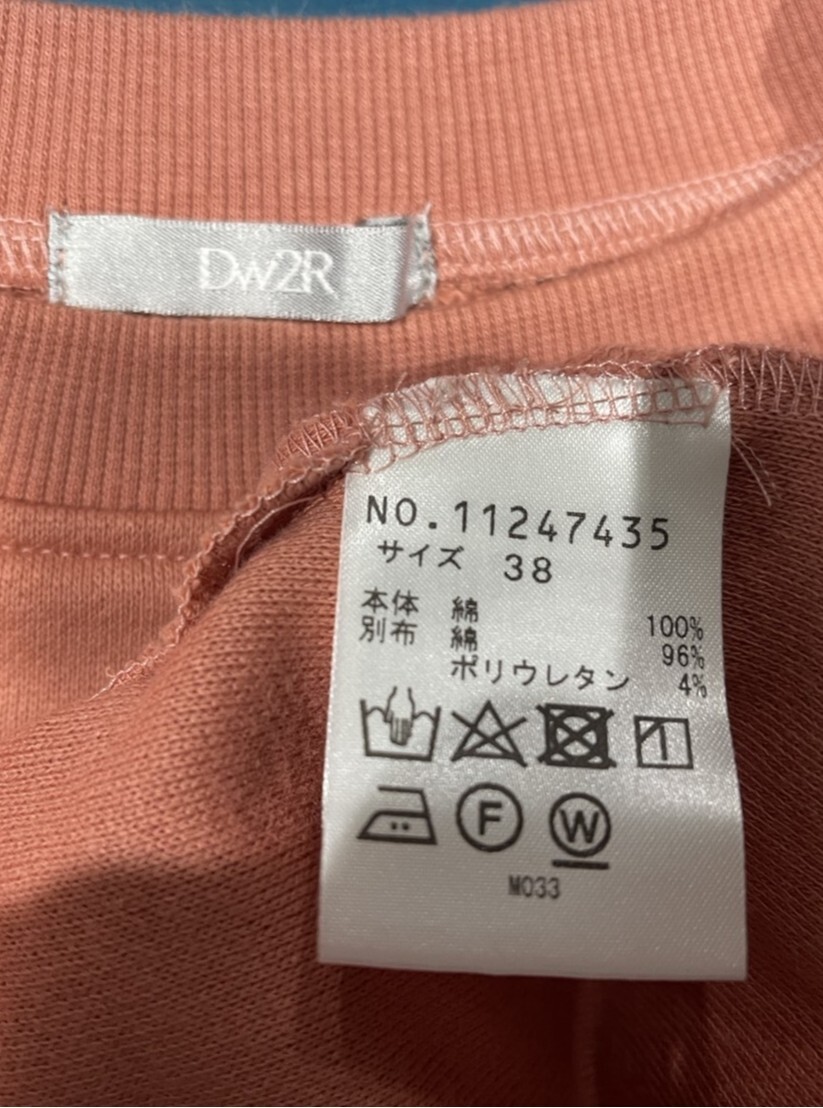 DW2R
NO.11247435
サイズ 38
本体 綿 100%
別布 綿 96%
ポリウレタン 4%
F W
M033